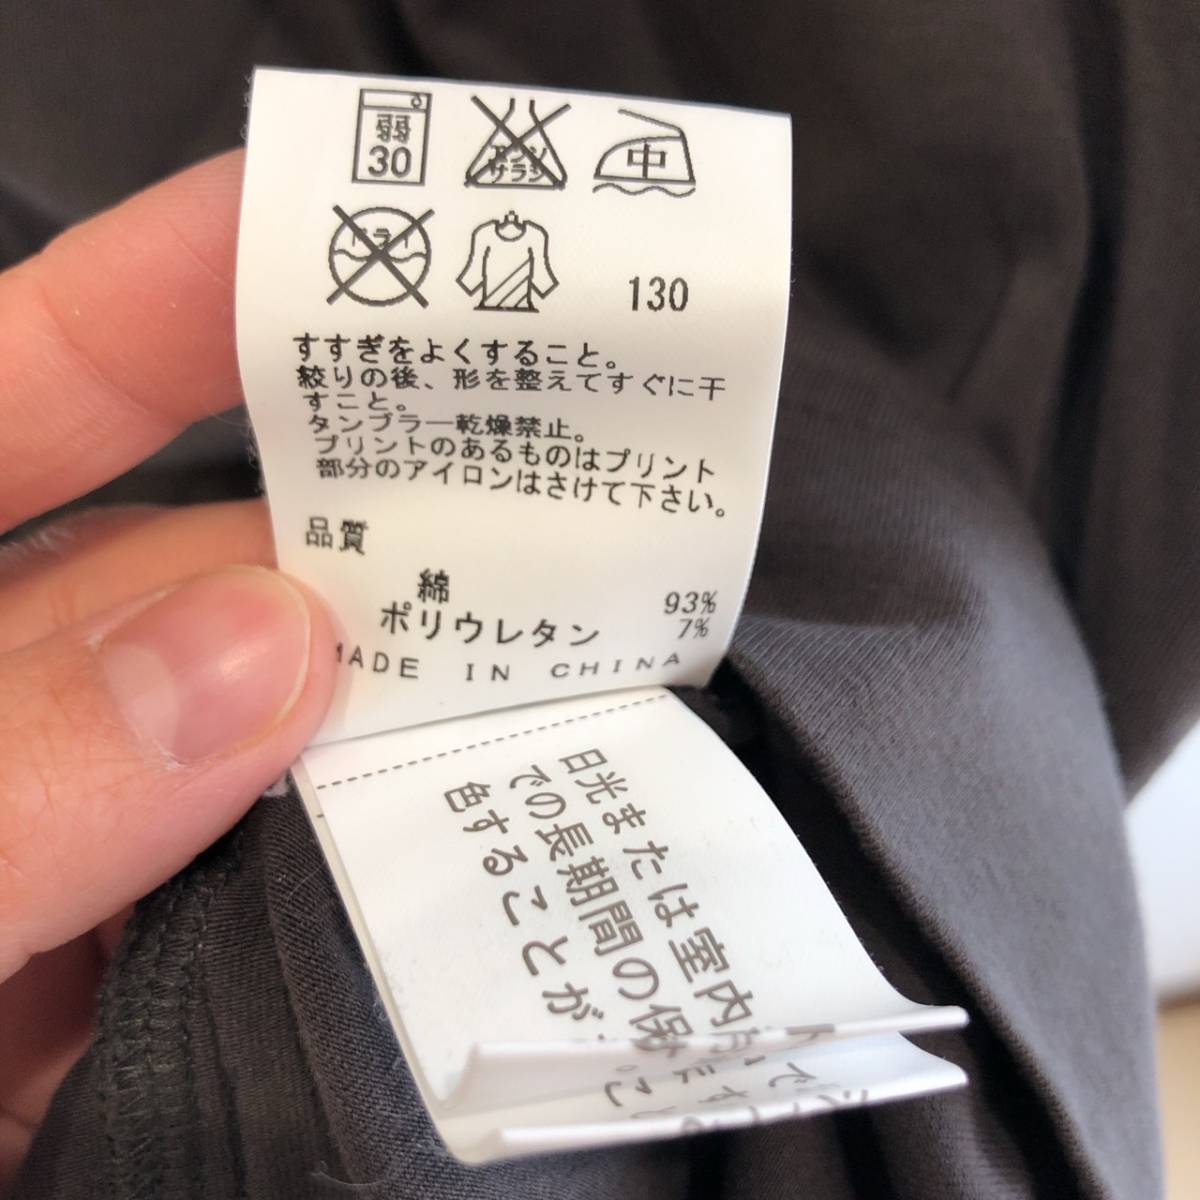 弱
30
エンソ
サラシ
中
ドライ
130
すすぎをよくすること。
絞りの後、形を整えてすぐに干
すこと。
タンブラー乾燥禁止。
プリントのあるものはプリント
部分のアイロンはさけて下さい。
品質
綿 93%
ポリウレタン 7%
MADE IN CHINA
日光または室内
での長期間の保
色することが